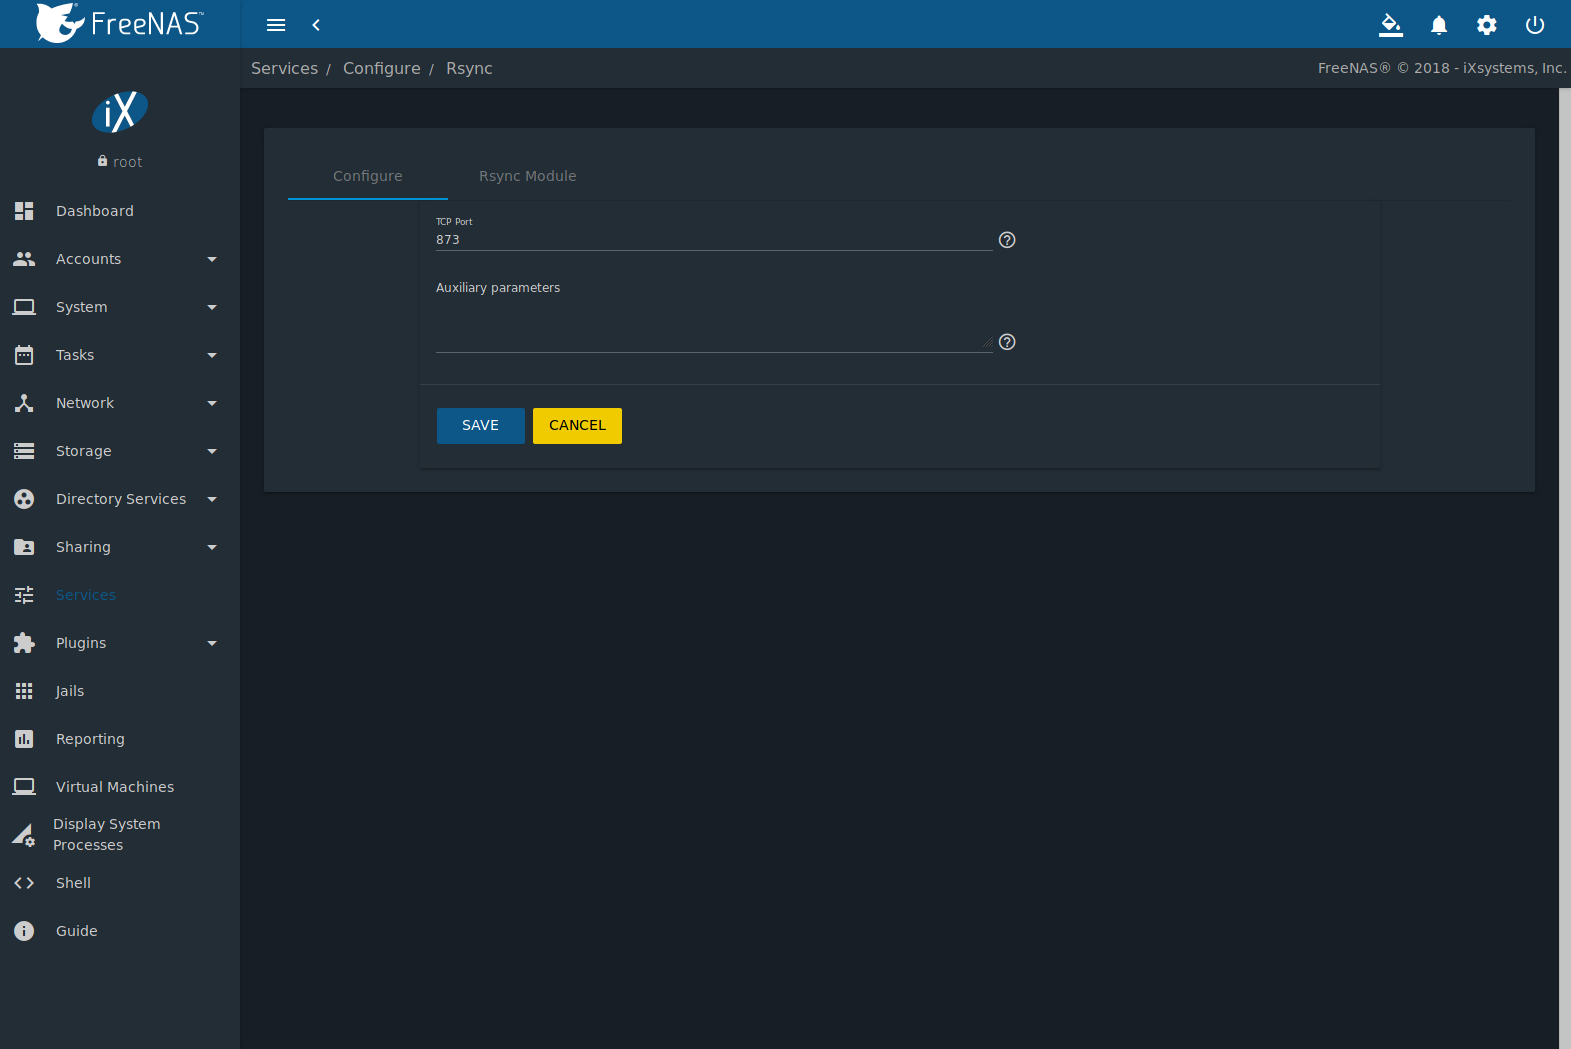 FreeNAS™
Services / Configure / Rsync
FreeNAS® © 2018 - iXsystems, Inc.
iX
root
Dashboard
Accounts
System
Tasks
Network
Storage
Directory Services
Sharing
Services
Plugins
Jails
Reporting
Virtual Machines
Display System
Processes
Shell
Guide
Configure
Rsync Module
TCP Port
873
Auxiliary parameters
SAVE
CANCEL